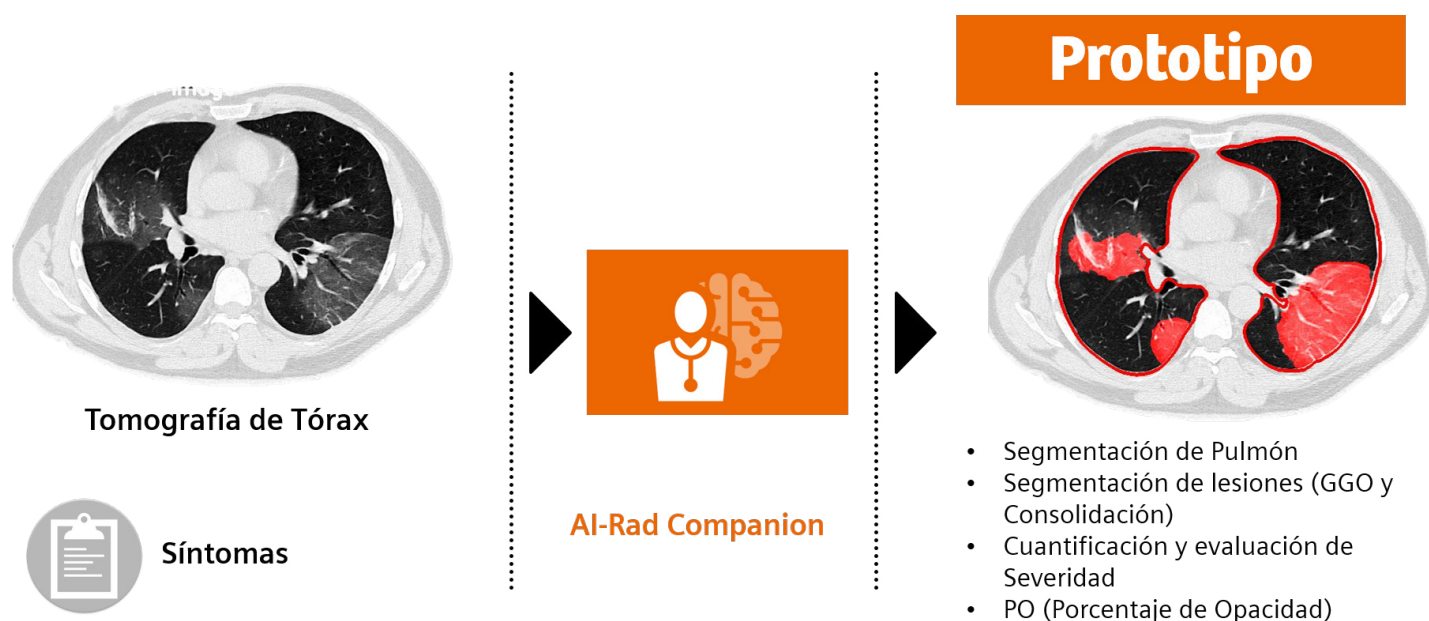 Prototipo
Tomografía de Tórax
Síntomas
AI-Rad Companion
• Segmentación de Pulmón
• Segmentación de lesiones (GGO y
Consolidación)
• Cuantificación y evaluación de
Severidad
• PO (Porcentaje de Opacidad)